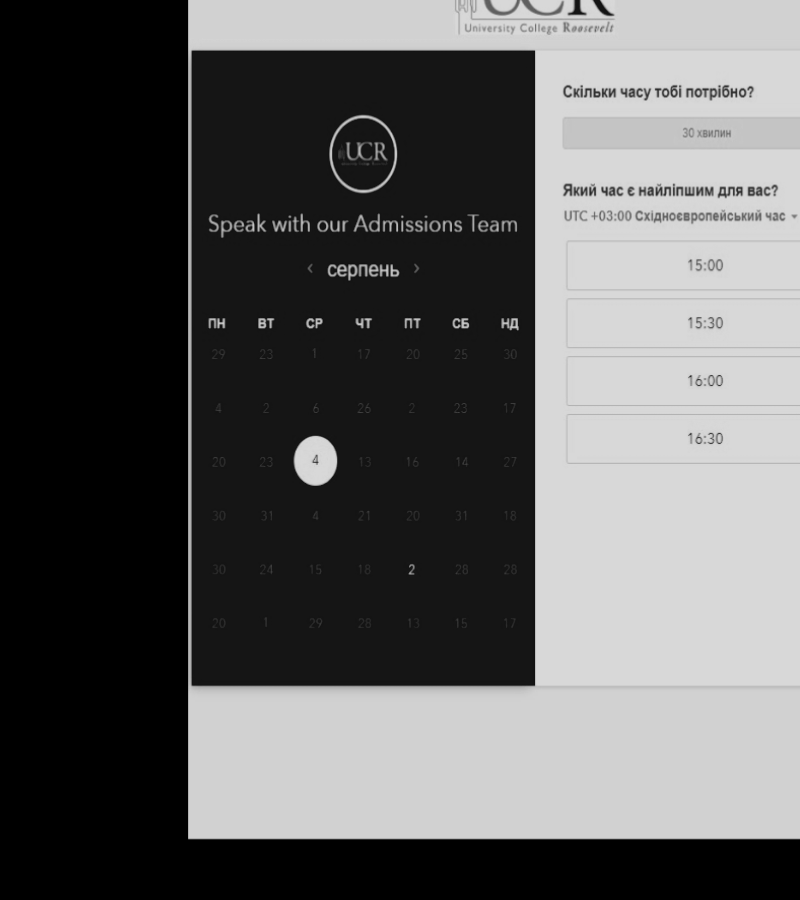 UCR
University College Roosevelt
UCR
Speak with our Admissions Team
‹ серпень ›
ПН ВТ СР ЧТ ПТ СБ НД
29 23 1 17 20 25 30
4 2 6 26 2 23 17
20 23 4 13 16 14 27
30 31 4 21 20 31 18
30 24 15 18 2 28 28
20 1 29 28 13 15 17
Скільки часу тобі потрібно?
30 хвилин
Який час є найліпшим для вас?
UTC +03:00 Східноєвропейський час
15:00
15:30
16:00
16:30